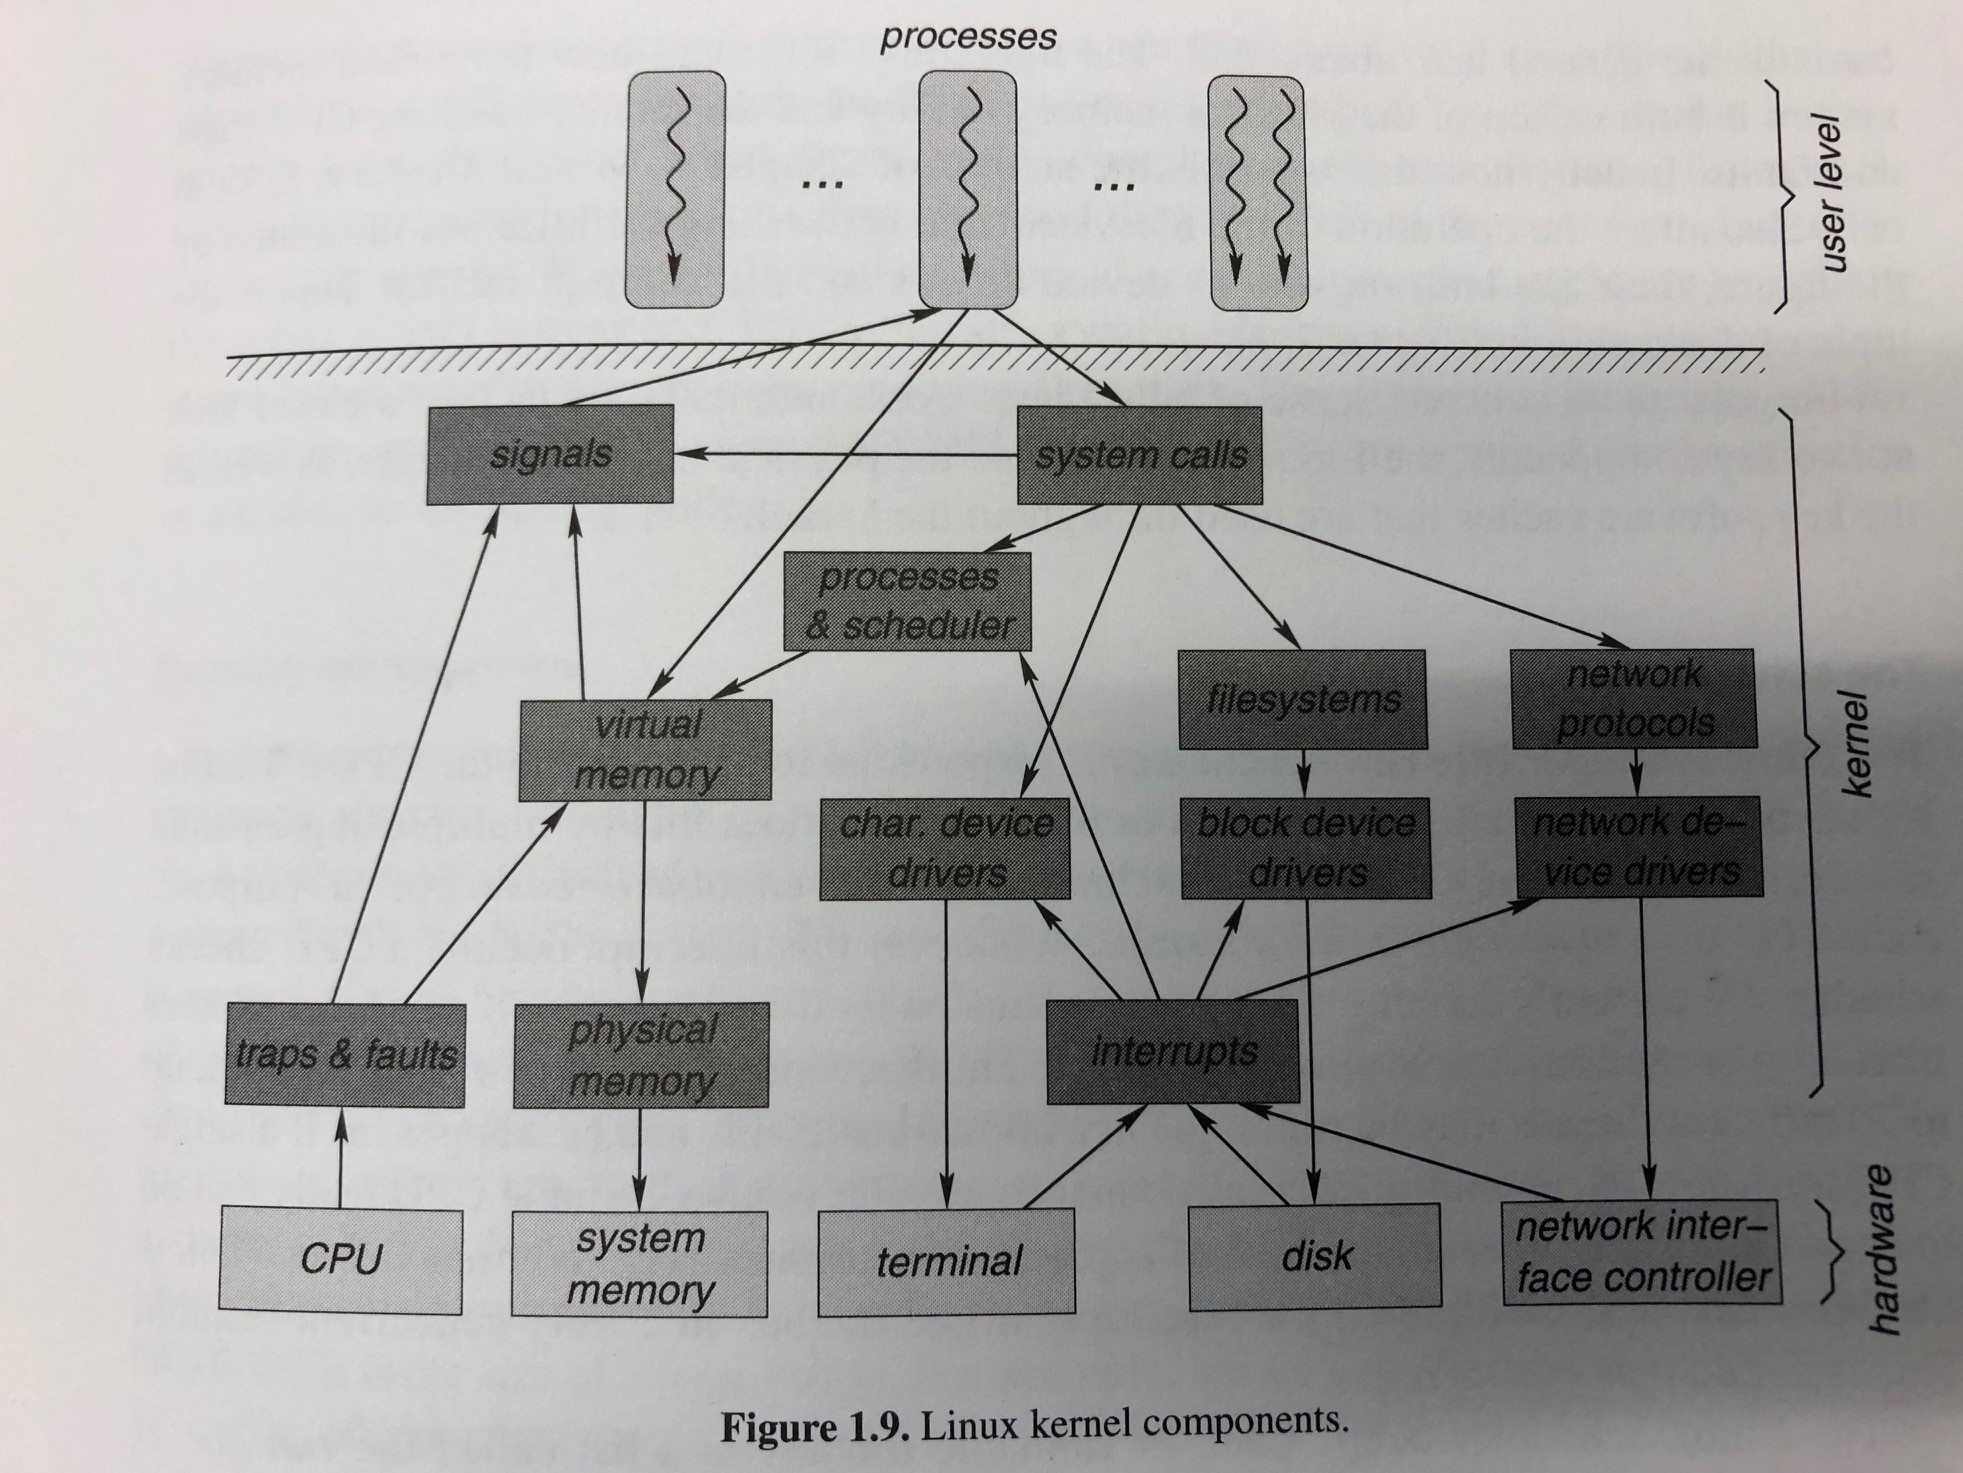 processes
...
...
user level
signals
system calls
processes
& scheduler
filesystems
network
protocols
virtual
memory
kernel
char. device
drivers
block device
drivers
network de–
vice drivers
traps & faults
physical
memory
interrupts
CPU
system
memory
terminal
disk
network inter–
face controller
hardware
Figure 1.9. Linux kernel components.